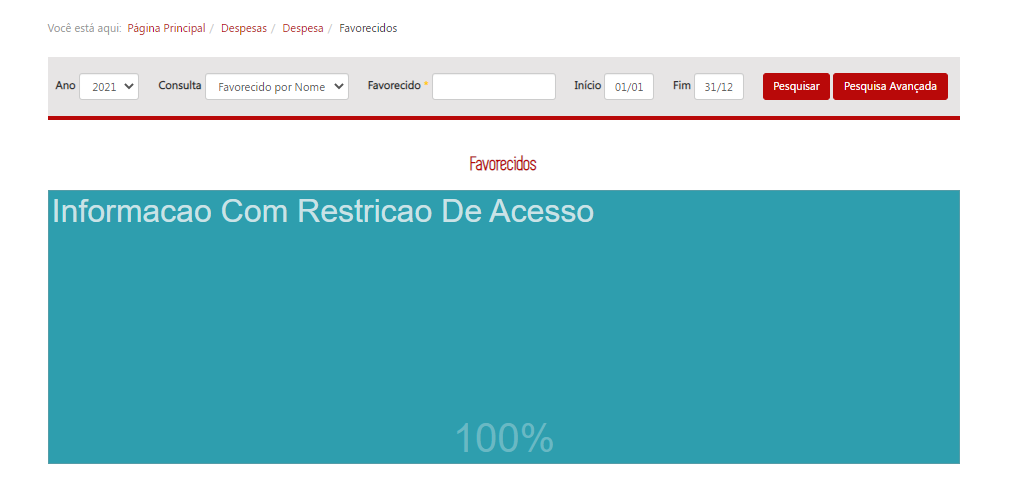 Você está aqui: Página Principal / Despesas / Despesa / Favorecidos
Ano 2021 Consulta Favorecido por Nome Favorecido * Início 01/01 Fim 31/12 Pesquisar Pesquisa Avançada
Favorecidos
Informacao Com Restricao De Acesso
100%